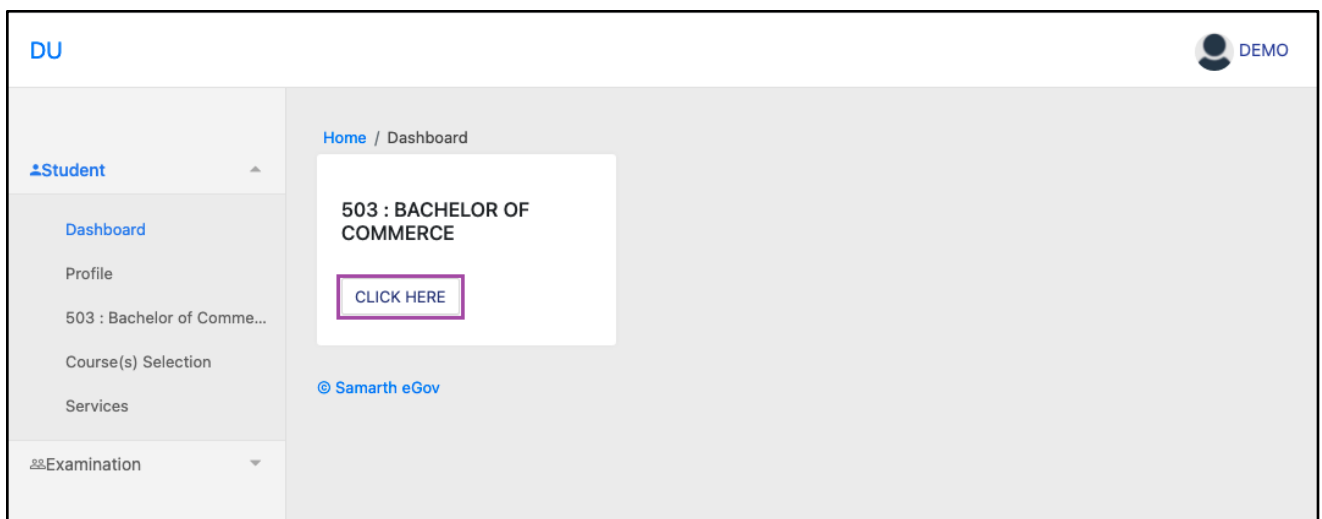 DU
DEMO
Student
Dashboard
Profile
503 : Bachelor of Comme...
Course(s) Selection
Services
Examination
Home / Dashboard
503 : BACHELOR OF
COMMERCE
CLICK HERE
© Samarth eGov